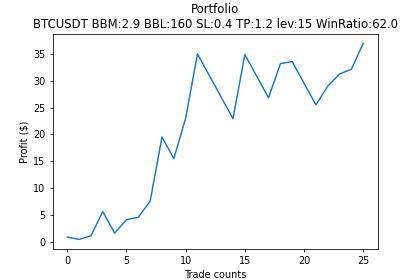 Portfolio
BTCUSDT BBM:2.9 BBL:160 SL:0.4 TP:1.2 lev:15 WinRatio:62.0
35
30
25
20
15
10
5
0
Profit ($)
0 5 10 15 20 25
Trade counts